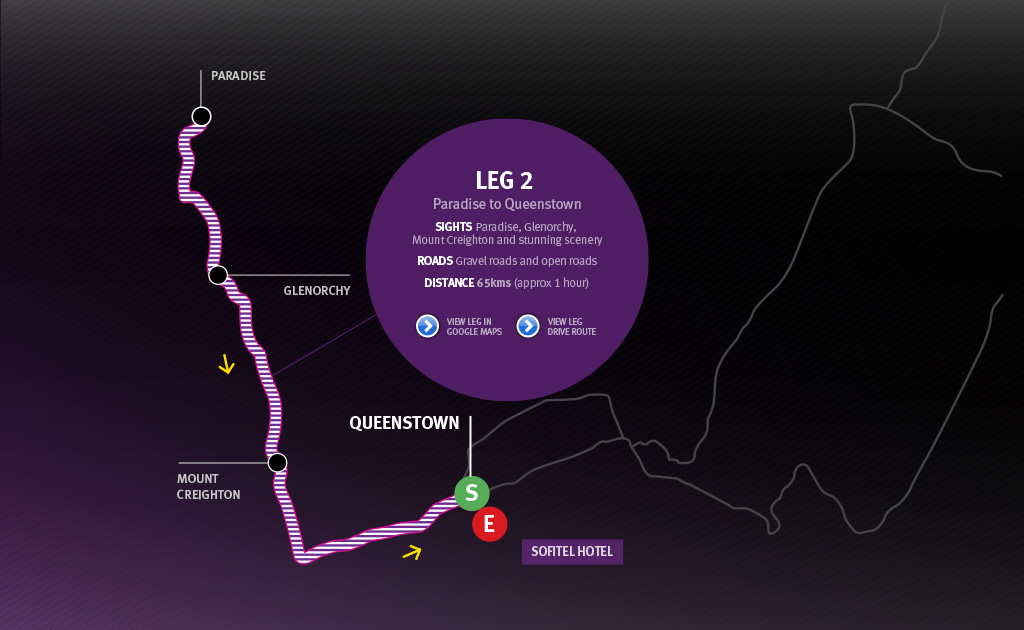 PARADISE
LEG 2
Paradise to Queenstown
SIGHTS Paradise, Glenorchy,
Mount Creighton and stunning scenery
ROADS Gravel roads and open roads
DISTANCE 65kms (approx 1 hour)
VIEW LEG IN
GOOGLE MAPS
VIEW LEG
DRIVE ROUTE
GLENORCHY
QUEENSTOWN
MOUNT
CREIGHTON
S
E
SOFITEL HOTEL